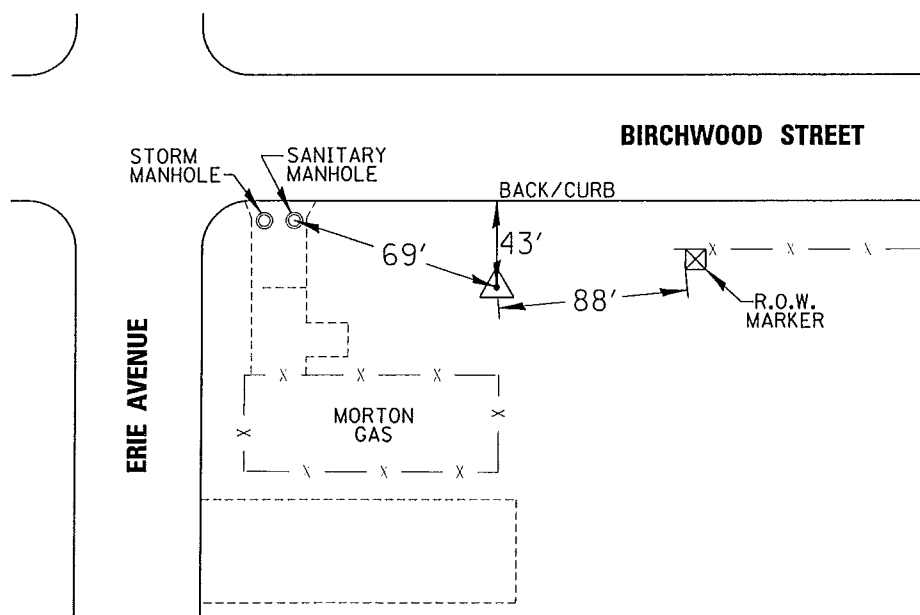 BIRCHWOOD STREET
STORM
MANHOLE
SANITARY
MANHOLE
BACK/CURB
69'
43'
88'
R.O.W.
MARKER
ERIE AVENUE
MORTON
GAS